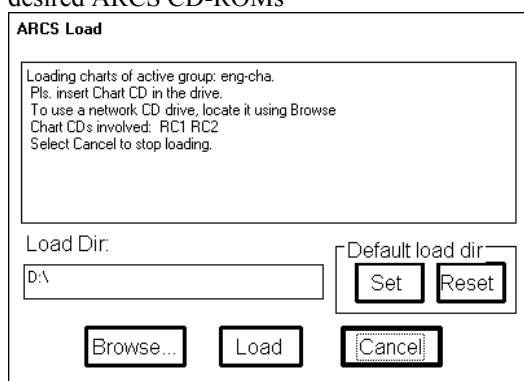 desired ARCS CD-ROMs
ARCS Load
Loading charts of active group: eng-cha.
Pls. insert Chart CD in the drive.
To use a network CD drive, locate it using Browse
Chart CDs involved: RC1 RC2
Select Cancel to stop loading.
Load Dir:
Default load dir
D:\
Set Reset
Browse... Load Cancel